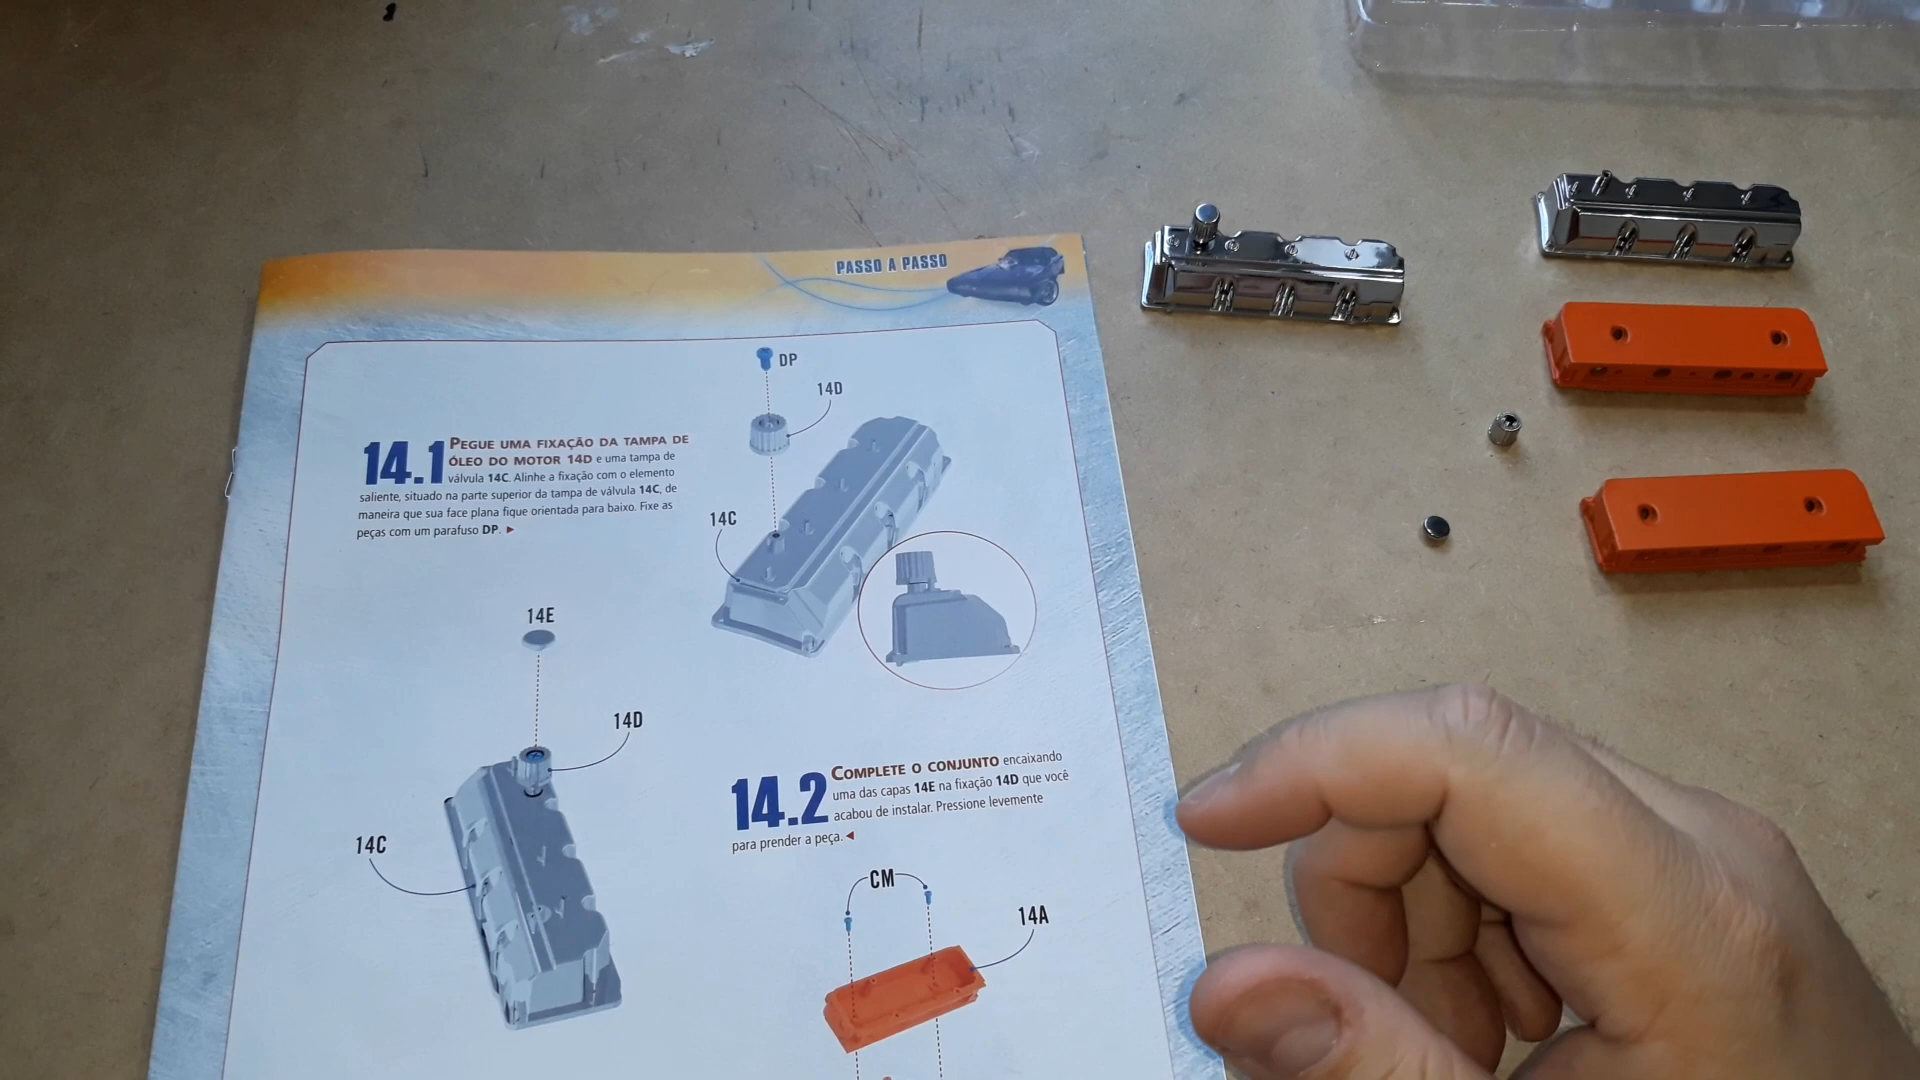 PASSO A PASSO
DP
14D
14.1 PEGUE UMA FIXAÇÃO DA TAMPA DE
ÓLEO DO MOTOR 14D e uma tampa de
válvula 14C. Alinhe a fixação com o elemento
saliente, situado na parte superior da tampa de válvula 14C, de
maneira que sua face plana fique orientada para baixo. Fixe as
peças com um parafuso DP. ►
14C
14E
14D
14C
14.2 COMPLETE O CONJUNTO encaixando
uma das capas 14E na fixação 14D que você
acabou de instalar. Pressione levemente
para prender a peça. ◄
CM
14A